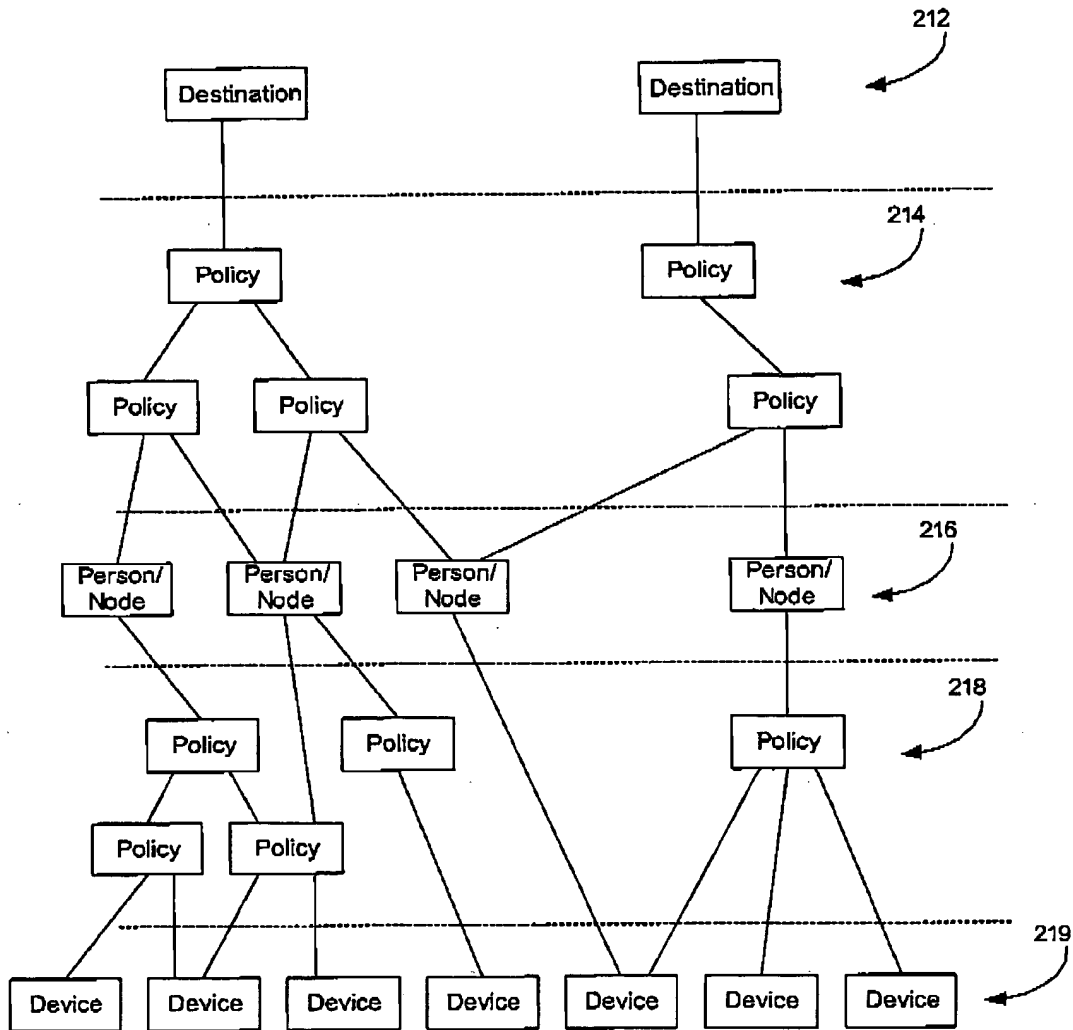 212
Destination
Destination
214
Policy
Policy
Policy
Policy
Policy
216
Person/
Node
Person/
Node
Person/
Node
Person/
Node
218
Policy
Policy
Policy
Policy
Policy
219
Device
Device
Device
Device
Device
Device
Device